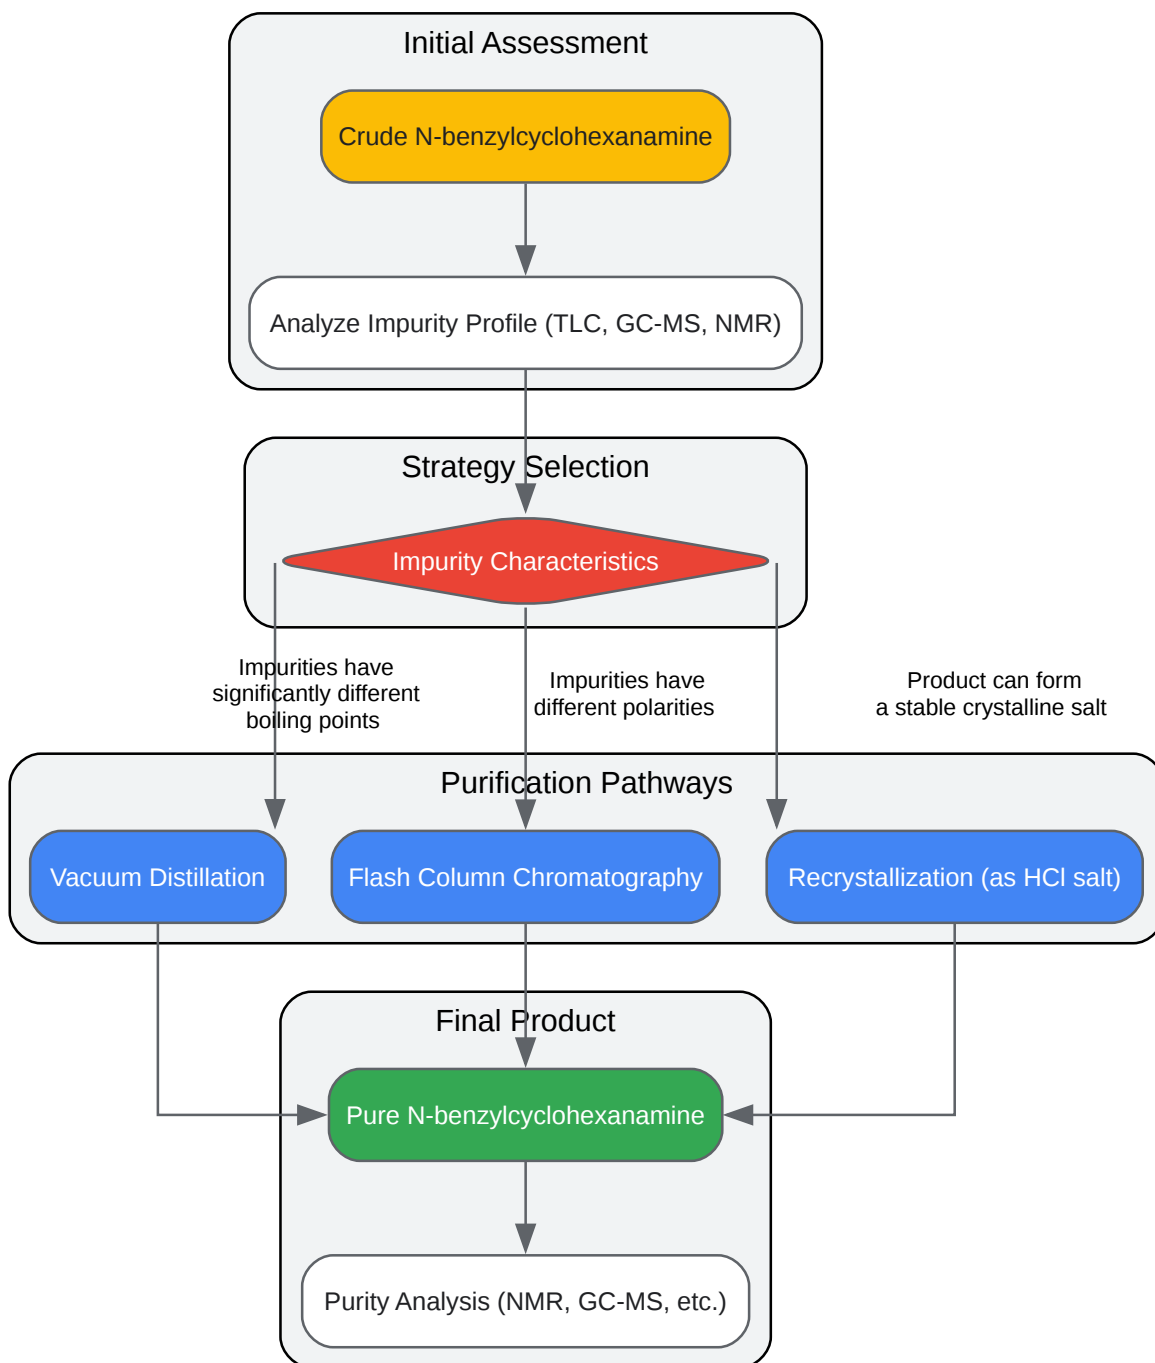 Initial Assessment
Crude N-benzylcyclohexanamine
Analyze Impurity Profile (TLC, GC-MS, NMR)
Strategy Selection
Impurity Characteristics
Impurities have
significantly different
boiling points
Impurities have
different polarities
Product can form
a stable crystalline salt
Purification Pathways
Vacuum Distillation
Flash Column Chromatography
Recrystallization (as HCl salt)
Final Product
Pure N-benzylcyclohexanamine
Purity Analysis (NMR, GC-MS, etc.)